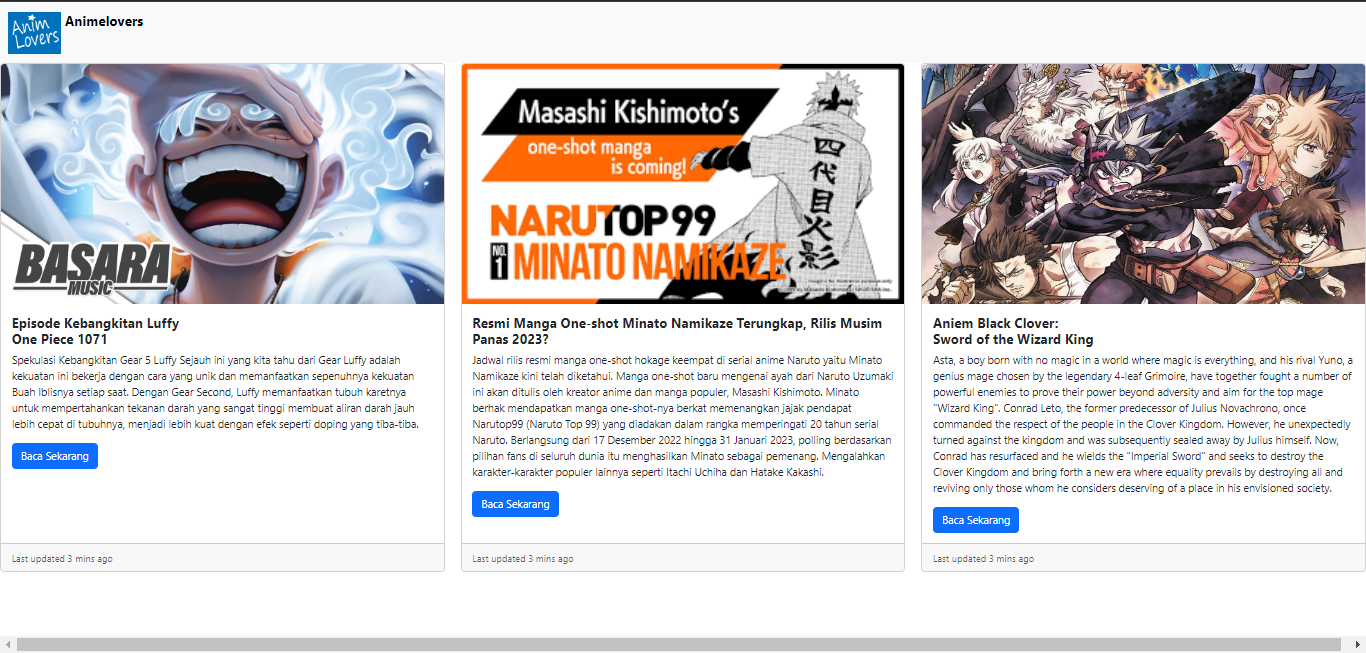 Anim
Lovers
Animelovers
BASARA
MUSIC
Masashi Kishimoto's
one-shot manga
is coming!
NARUTOP 99
NO.
1
MINATO NAMIKAZE
四代目火影
Episode Kebangkitan Luffy
One Piece 1071
Spekulasi Kebangkitan Gear 5 Luffy Sejauh ini yang kita tahu dari Gear Luffy adalah
kekuatan ini bekerja dengan cara yang unik dan memanfaatkan sepenuhnya kekuatan
Buah Iblisnya setiap saat. Dengan Gear Second, Luffy memanfaatkan tubuh karetnya
untuk mempertahankan tekanan darah yang sangat tinggi membuat aliran darah jauh
lebih cepat di tubuhnya, menjadi lebih kuat dengan efek seperti doping yang tiba-tiba.
Baca Sekarang
Last updated 3 mins ago
Resmi Manga One-shot Minato Namikaze Terungkap, Rilis Musim
Panas 2023?
Jadwal rilis resmi manga one-shot hokage keempat di serial anime Naruto yaitu Minato
Namikaze kini telah diketahui. Manga one-shot baru mengenai ayah dari Naruto Uzumaki
ini akan ditulis oleh kreator anime dan manga populer, Masashi Kishimoto. Minato
berhak mendapatkan manga one-shot-nya berkat memenangkan jajak pendapat
Narutop99 (Naruto Top 99) yang diadakan dalam rangka memperingati 20 tahun serial
Naruto. Berlangsung dari 17 Desember 2022 hingga 31 Januari 2023, polling berdasarkan
pilihan fans di seluruh dunia itu menghasilkan Minato sebagai pemenang. Mengalahkan
karakter-karakter populer lainnya seperti Itachi Uchiha dan Hatake Kakashi.
Baca Sekarang
Last updated 3 mins ago
Aniem Black Clover:
Sword of the Wizard King
Asta, a boy born with no magic in a world where magic is everything, and his rival Yuno, a
genius mage chosen by the legendary 4-leaf Grimoire, have together fought a number of
powerful enemies to prove their power beyond adversity and aim for the top mage
"Wizard King". Conrad Leto, the former predecessor of Julius Novachrono, once
commanded the respect of the people in the Clover Kingdom. However, he unexpectedly
turned against the kingdom and was subsequently sealed away by Julius himself. Now,
Conrad has resurfaced and he wields the "Imperial Sword" and seeks to destroy the
Clover Kingdom and bring forth a new era where equality prevails by destroying all and
reviving only those whom he considers deserving of a place in his envisioned society.
Baca Sekarang
Last updated 3 mins ago